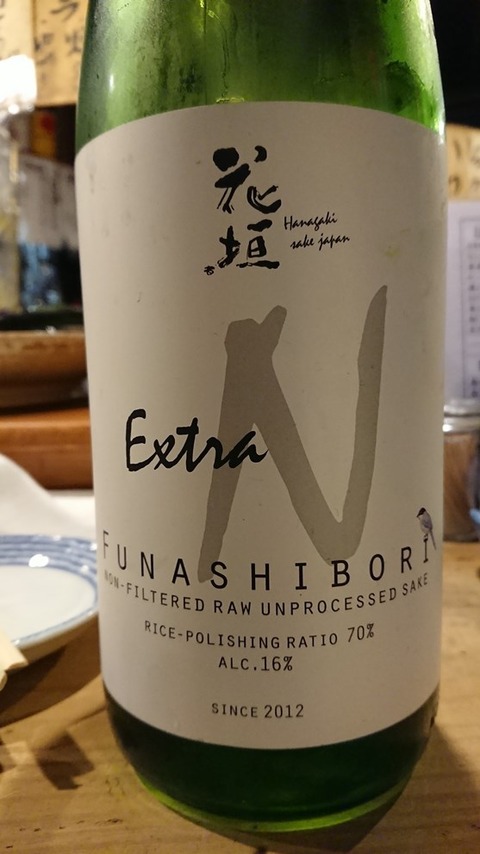 花垣
Hanagaki
sake japan
N
Extra
FUNASHIBORI
NON-FILTERED RAW UNPROCESSED SAKE
RICE-POLISHING RATIO 70%
ALC.16%
SINCE 2012